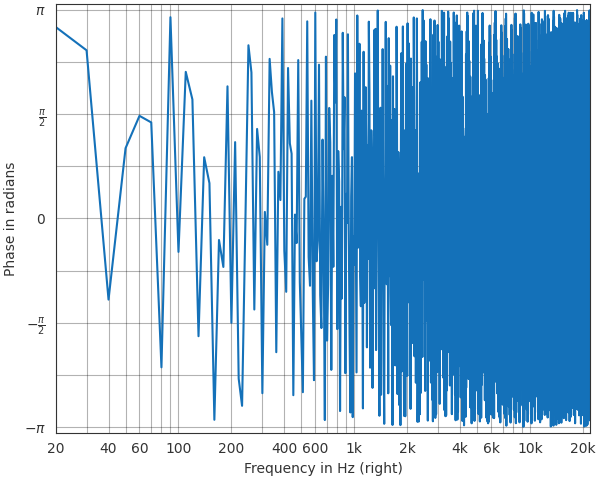 π
π/2
0
−π/2
−π
20 40 60 100 200 400 600 1k 2k 4k 6k 10k 20k
Frequency in Hz (right)
Phase in radians